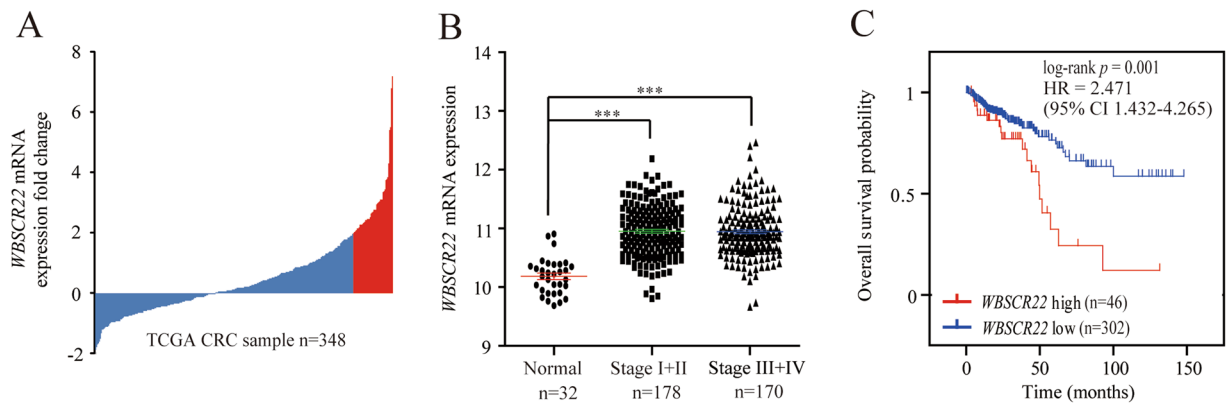 A
WBSCR22 mRNA
expression fold change
8
6
4
2
0
-2
TCGA CRC sample n=348
B
WBSCR22 mRNA expression
14
13
12
11
10
9
***
***
Normal
n=32
Stage I+II
n=178
Stage III+IV
n=170
C
Overall survival probability
1
0.5
0
log-rank p = 0.001
HR = 2.471
(95% CI 1.432-4.265)
WBSCR22 high (n=46)
WBSCR22 low (n=302)
0 50 100 150
Time (months)